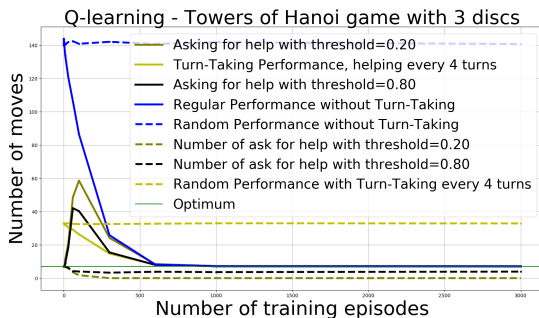 Q-learning - Towers of Hanoi game with 3 discs
Number of moves
140
120
100
80
60
40
20
0
Asking for help with threshold=0.20
Turn-Taking Performance, helping every 4 turns
Asking for help with threshold=0.80
Regular Performance without Turn-Taking
Random Performance without Turn-Taking
Number of ask for help with threshold=0.20
Number of ask for help with threshold=0.80
Random Performance with Turn-Taking every 4 turns
Optimum
0 500 1000 1500 2000 2500 3000
Number of training episodes